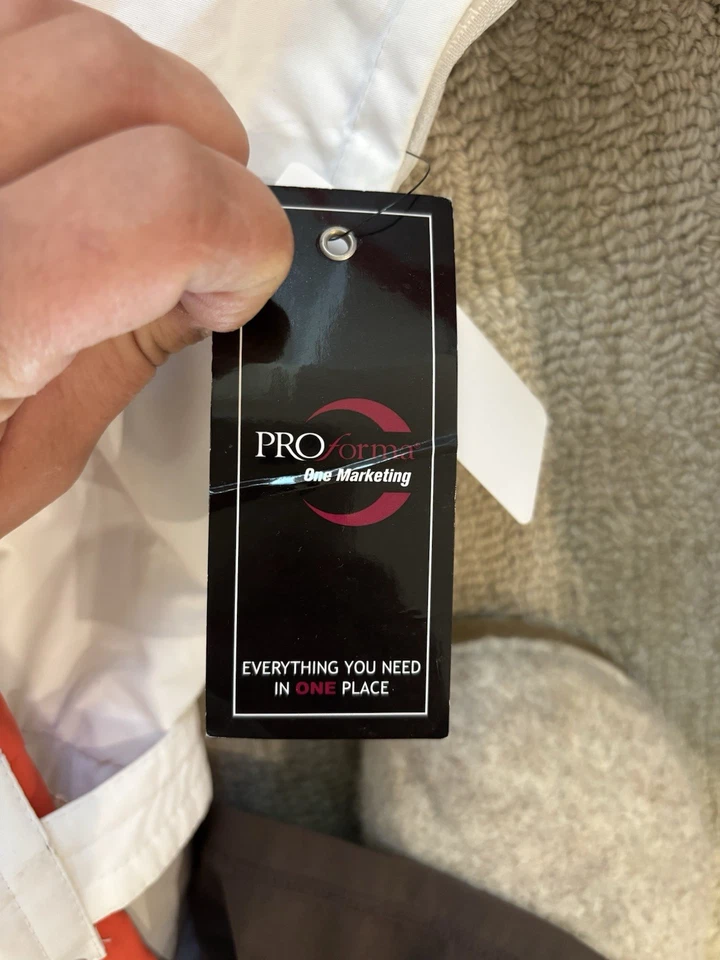 PROforma
One Marketing
EVERYTHING YOU NEED
IN ONE PLACE